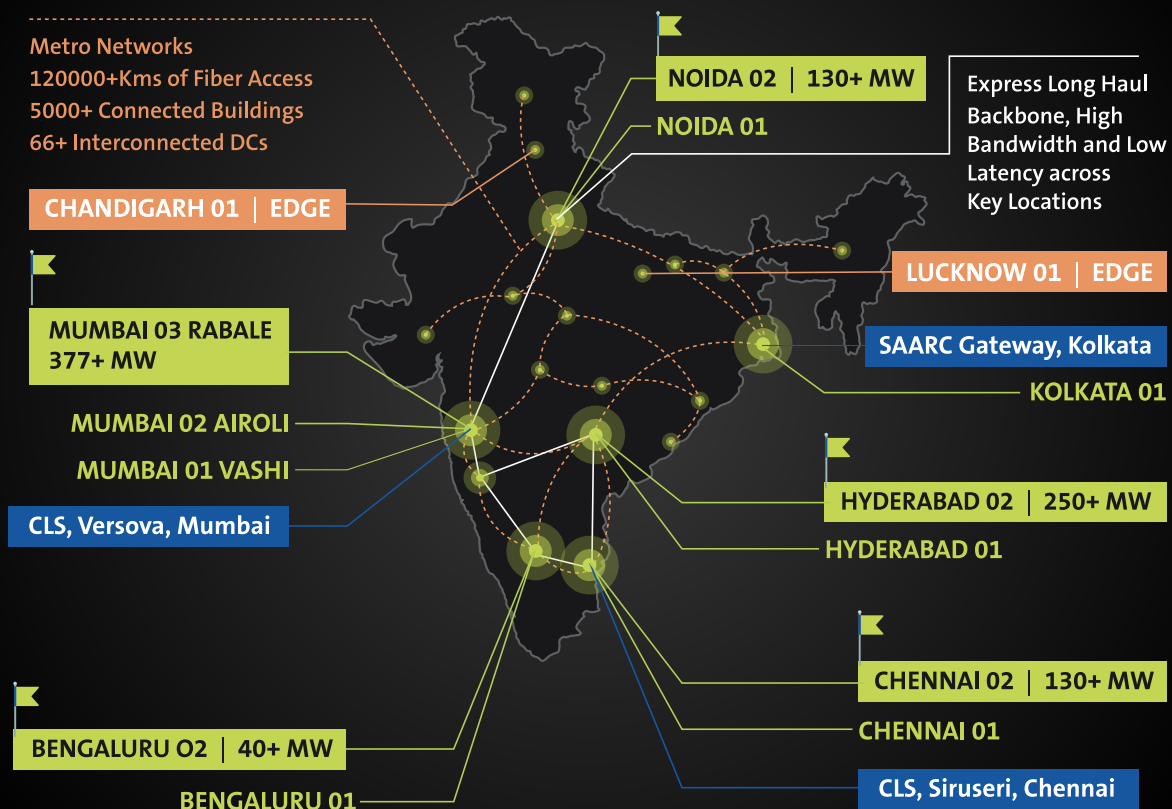 Metro Networks
120000+Kms of Fiber Access
5000+ Connected Buildings
66+ Interconnected DCs
NOIDA 02 | 130+ MW
NOIDA 01
Express Long Haul
Backbone, High
Bandwidth and Low
Latency across
Key Locations
CHANDIGARH 01 | EDGE
LUCKNOW 01 | EDGE
MUMBAI 03 RABALE
377+ MW
SAARC Gateway, Kolkata
KOLKATA 01
MUMBAI 02 AIROLI
MUMBAI 01 VASHI
CLS, Versova, Mumbai
HYDERABAD 02 | 250+ MW
HYDERABAD 01
CHENNAI 02 | 130+ MW
CHENNAI 01
BENGALURU O2 | 40+ MW
BENGALURU 01
CLS, Siruseri, Chennai